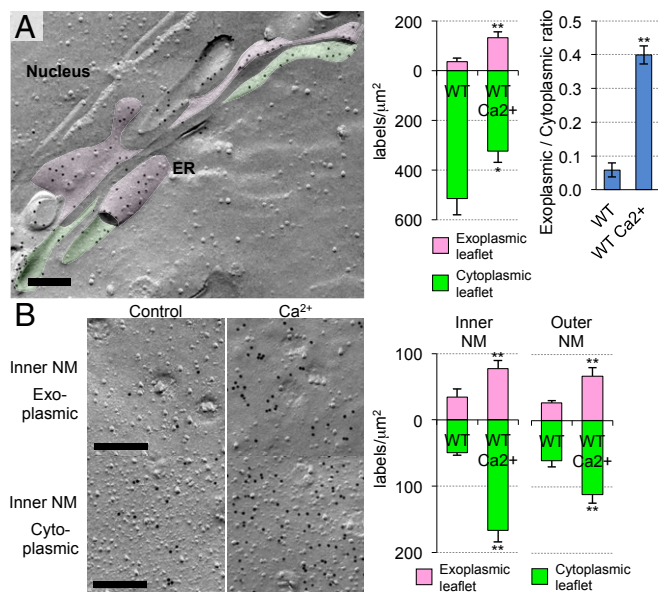 A
Nucleus
ER
200
0
200
400
600
labels/μm²
**
WT
WT
Ca2+
*
Exoplasmic
leaflet
Cytoplasmic
leaflet
0.5
0.4
0.3
0.2
0.1
0.0
Exoplasmic / Cytoplasmic ratio
**
WT
WT Ca2+
B
Control
Ca²⁺
Inner NM
Exo-
plasmic
Inner NM
Cyto-
plasmic
Inner
NM
Outer
NM
100
0
100
200
labels/μm²
**
**
WT
WT
Ca2+
WT
WT
Ca2+
**
**
Exoplasmic
leaflet
Cytoplasmic
leaflet